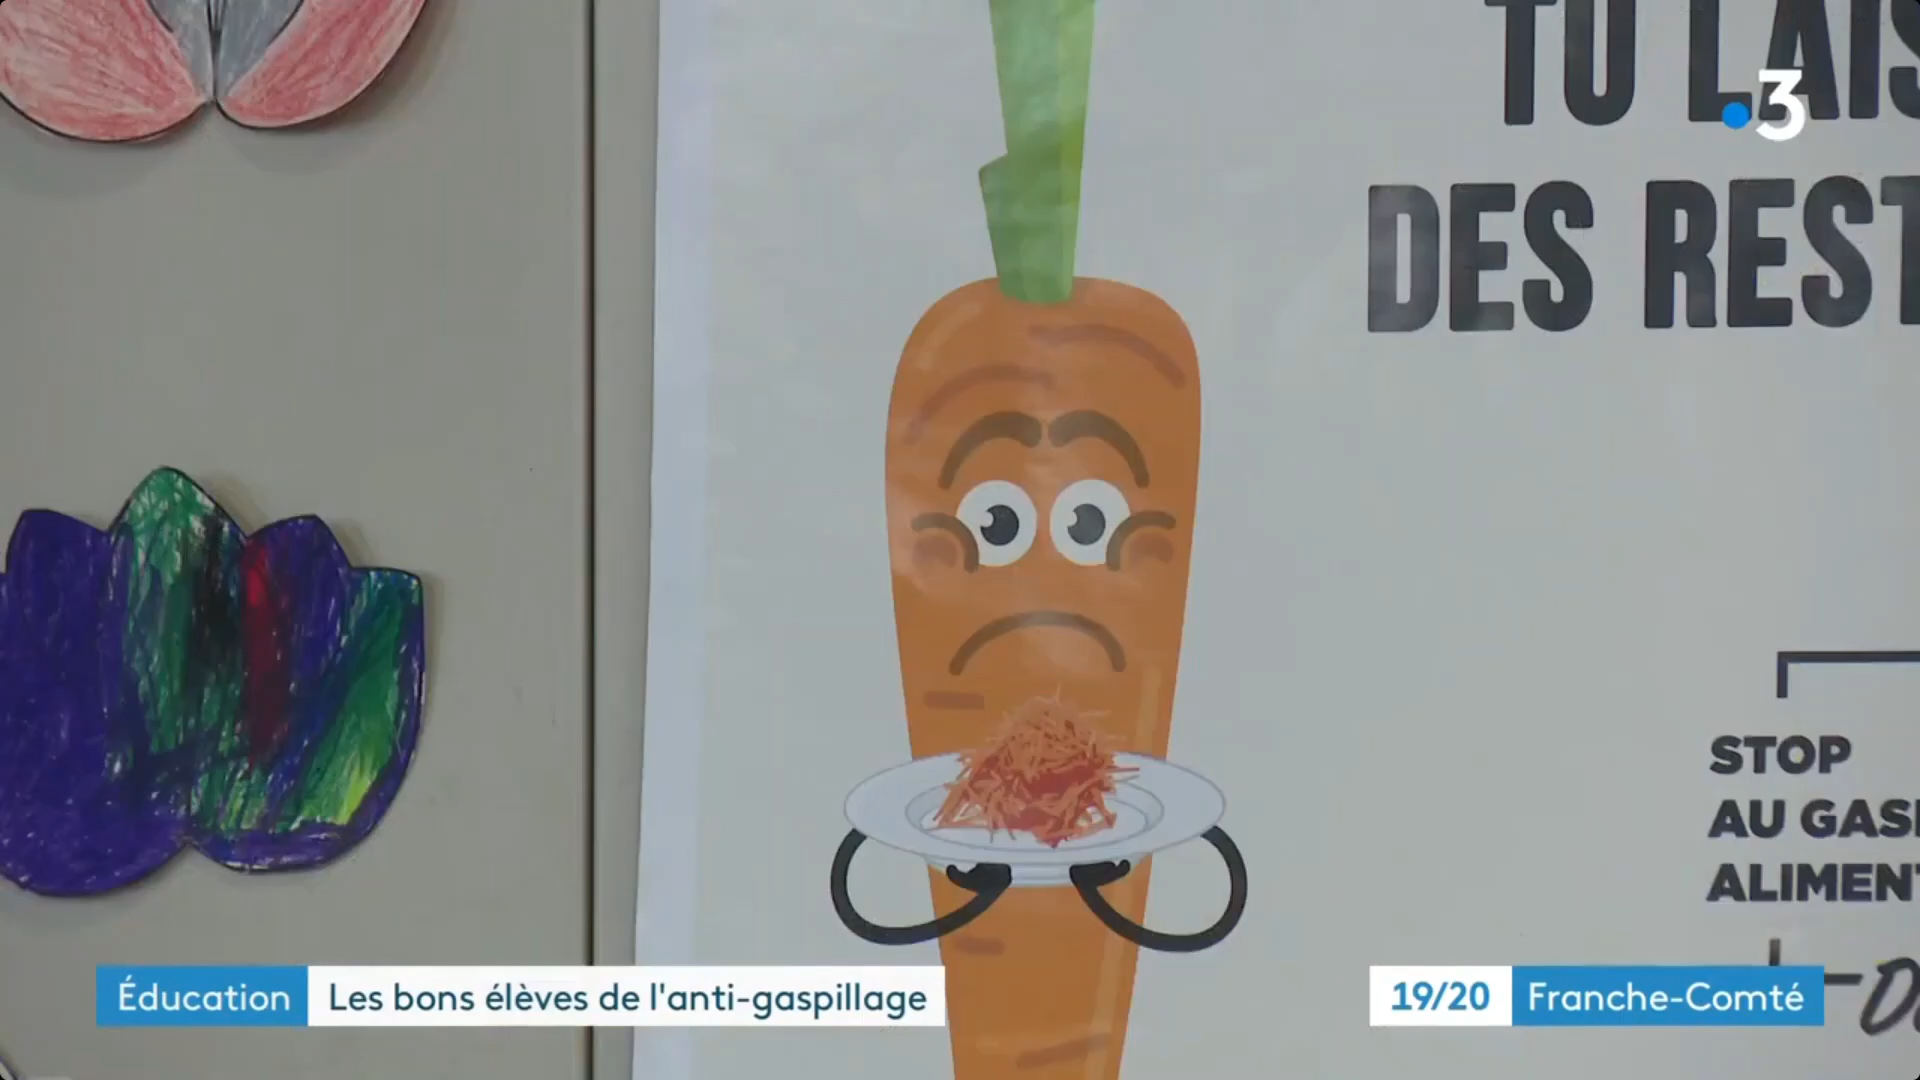 TU LAIS
DES REST
3
STOP
AU GASP
ALIMENT
Éducation
Les bons élèves de l'anti-gaspillage
19/20
Franche-Comté